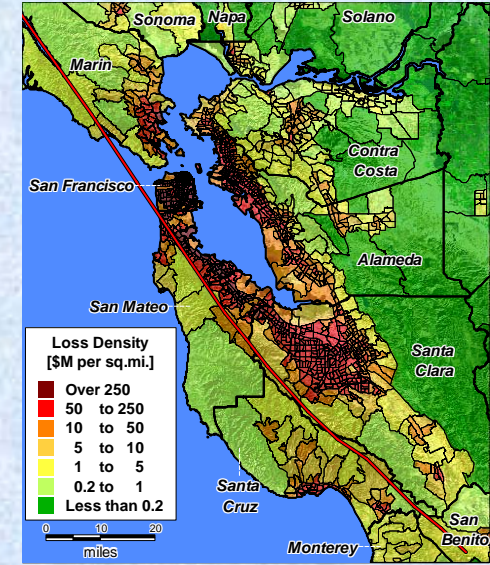 Sonoma
Napa
Solano
Marin
Contra
Costa
San Francisco
Alameda
San Mateo
Loss Density
[$M per sq.mi.]
Over 250
50 to 250
10 to 50
5 to 10
1 to 5
0.2 to 1
Less than 0.2
Santa
Clara
Santa
Cruz
San
Benito
Monterey
0 10 20
miles